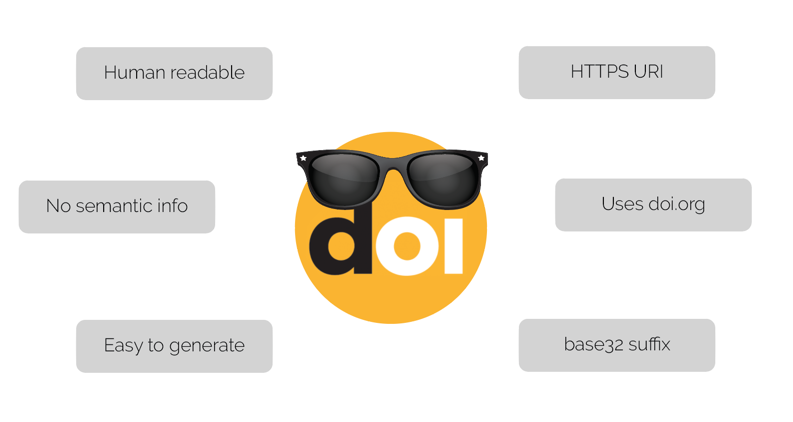 Human readable
HTTPS URI
No semantic info
Uses doi.org
doi
Easy to generate
base32 suffix